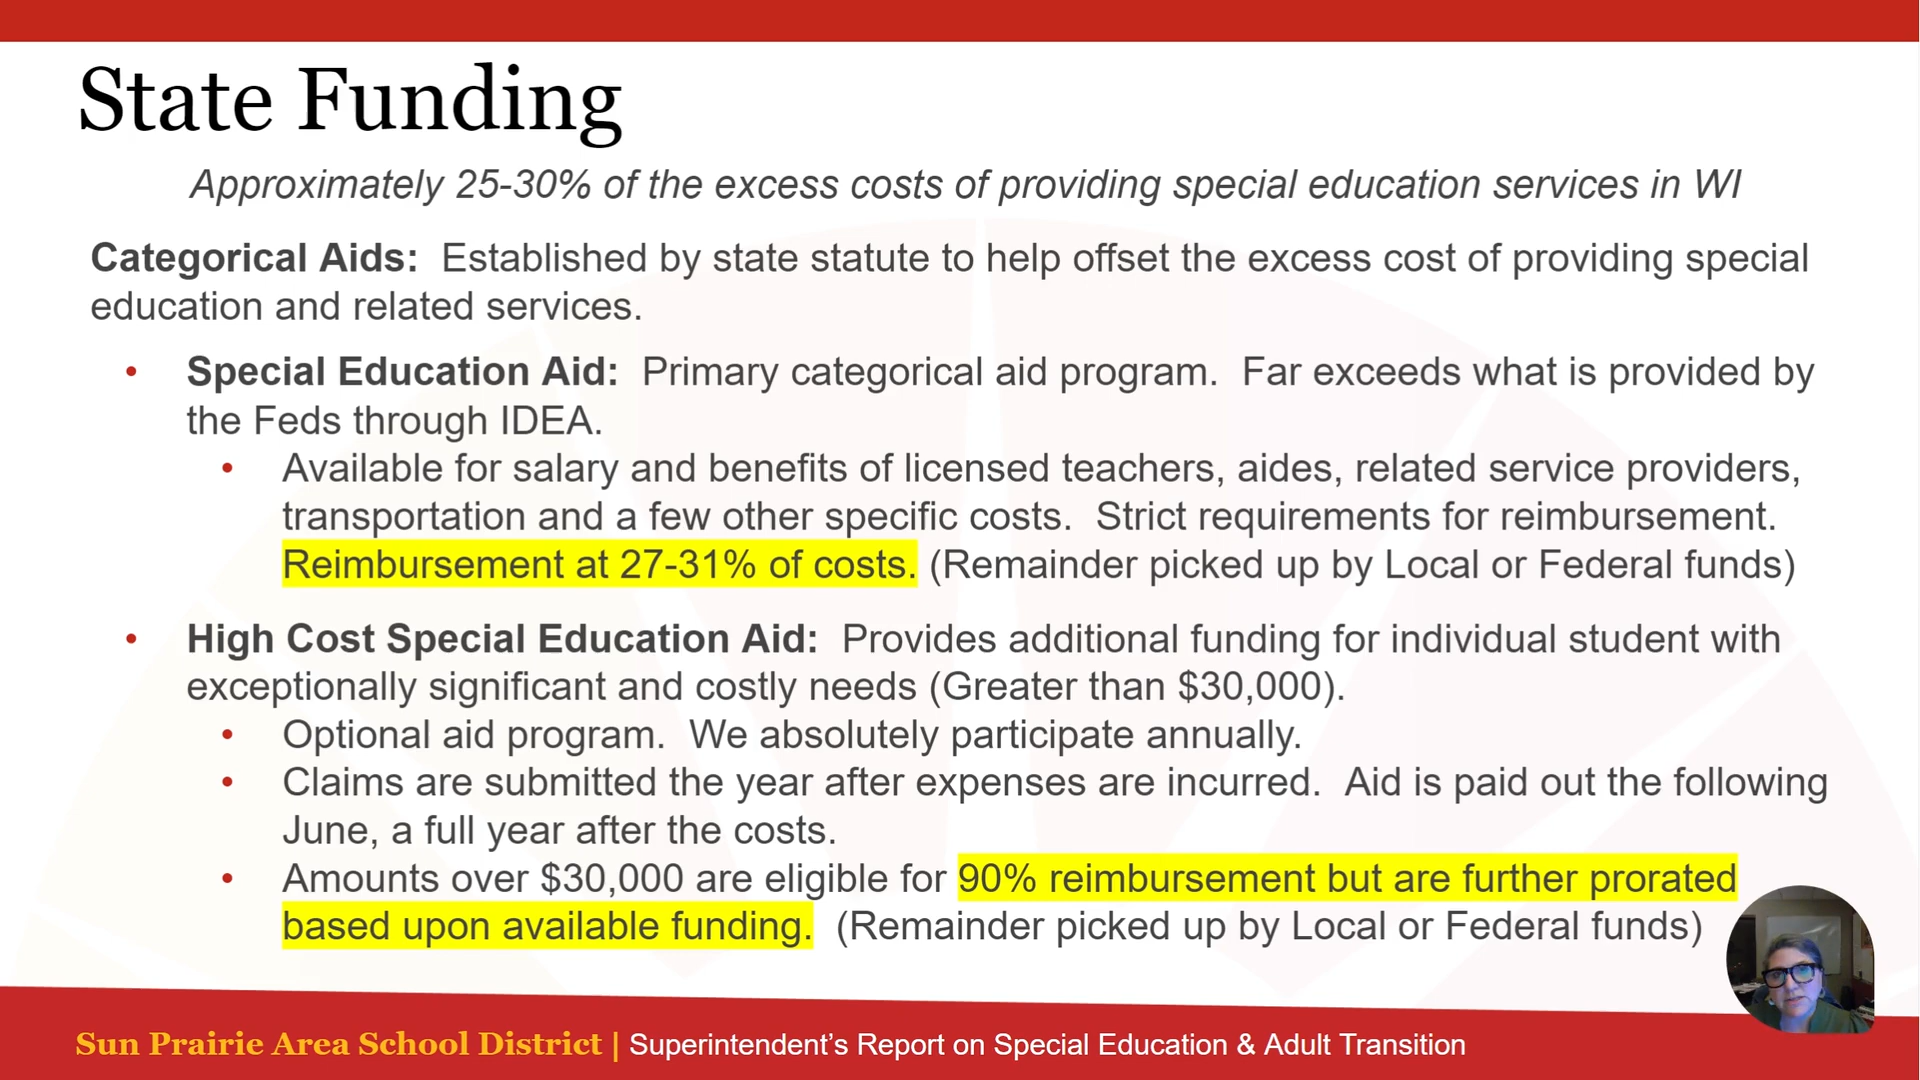 State Funding
Approximately 25-30% of the excess costs of providing special education services in WI
Categorical Aids:  Established by state statute to help offset the excess cost of providing special
education and related services.
• Special Education Aid:  Primary categorical aid program.  Far exceeds what is provided by
the Feds through IDEA.
• Available for salary and benefits of licensed teachers, aides, related service providers,
transportation and a few other specific costs.  Strict requirements for reimbursement.
Reimbursement at 27-31% of costs. (Remainder picked up by Local or Federal funds)
• High Cost Special Education Aid:  Provides additional funding for individual student with
exceptionally significant and costly needs (Greater than $30,000).
• Optional aid program.  We absolutely participate annually.
• Claims are submitted the year after expenses are incurred.  Aid is paid out the following
June, a full year after the costs.
• Amounts over $30,000 are eligible for 90% reimbursement but are further prorated
based upon available funding.  (Remainder picked up by Local or Federal funds)
Sun Prairie Area School District | Superintendent’s Report on Special Education & Adult Transition